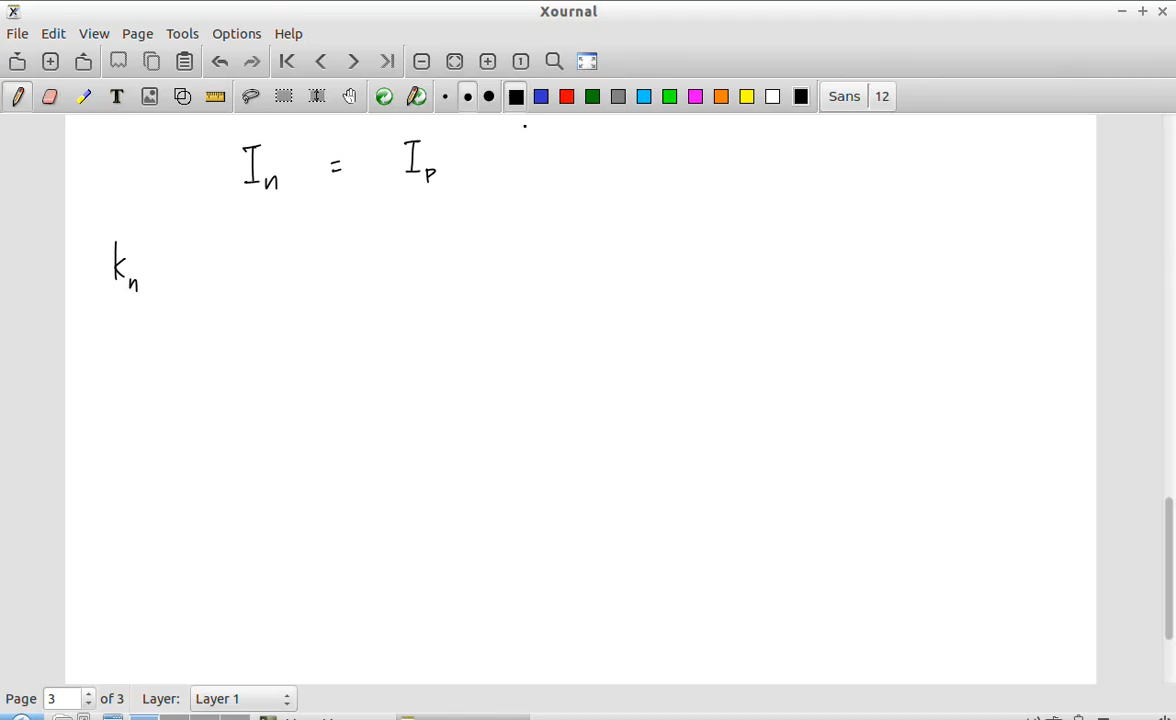 Xournal
File Edit View Page Tools Options Help
Sans 12
I_n = I_p
k_n
Page 3 of 3 Layer: Layer 1